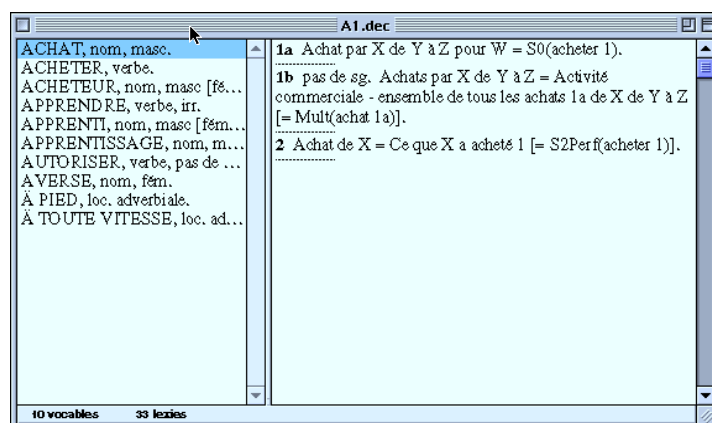 A1.dec
ACHAT, nom, masc.
ACHETER, verbe.
ACHETEUR, nom, masc [fé...
APPRENDRE, verbe, irr.
APPRENTI, nom, masc [fém...
APPRENTISSAGE, nom, m...
AUTORISER, verbe, pas de ...
AVERSE, nom, fém.
À PIED, loc. adverbiale.
À TOUTE VITESSE, loc. ad...
1a Achat par X de Y à Z pour W = S0(acheter 1).
1b pas de sg. Achats par X de Y à Z = Activité
commerciale - ensemble de tous les achats 1a de X de Y à Z
[= Mult(achat 1a)].
2 Achat de X = Ce que X a acheté 1 [= S2Perf(acheter 1)].
10 vocables 33 lexies